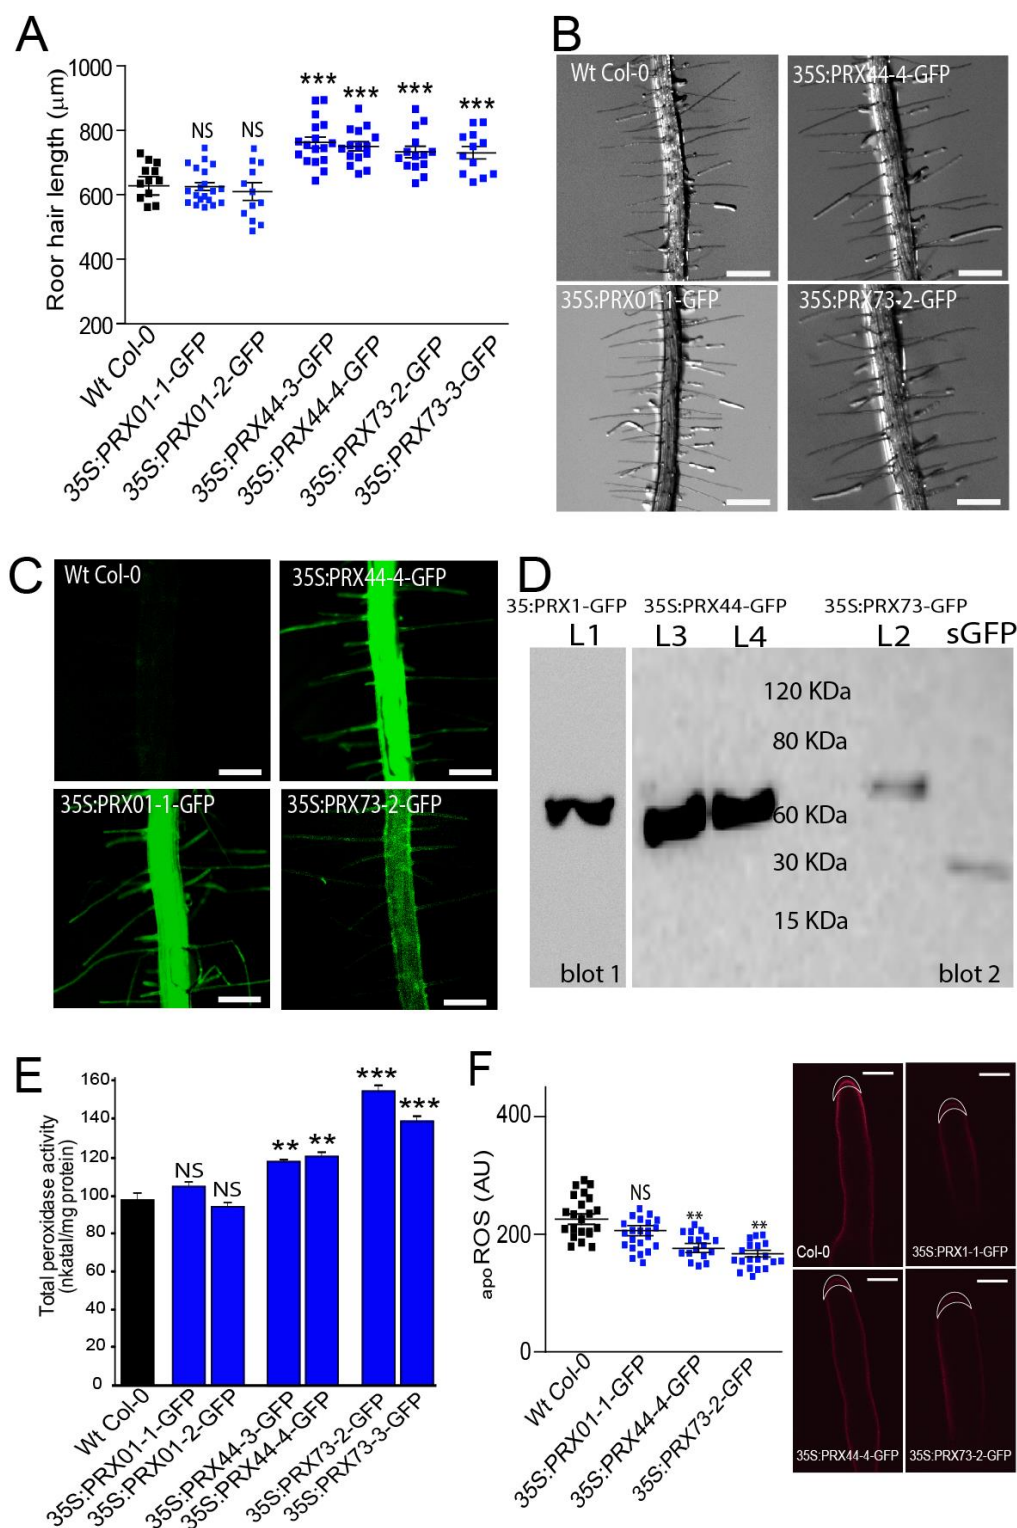 A
Roor hair length (µm)
1000
800
600
400
200
NS
NS
***
***
***
***
Wt Col-0
35S:PRX01-1-GFP
35S:PRX01-2-GFP
35S:PRX44-3-GFP
35S:PRX44-4-GFP
35S:PRX73-2-GFP
35S:PRX73-3-GFP
B
Wt Col-0
35S:PRX44-4-GFP
35S:PRX01-1-GFP
35S:PRX73-2-GFP
C
Wt Col-0
35S:PRX44-4-GFP
35S:PRX01-1-GFP
35S:PRX73-2-GFP
D
35:PRX1-GFP 35S:PRX44-GFP 35S:PRX73-GFP
L1 L3 L4 L2 sGFP
120 KDa
80 KDa
60 KDa
30 KDa
15 KDa
blot 1
blot 2
E
Total peroxidase activity
(nkatal/mg protein)
160
140
120
100
80
60
40
20
0
NS
NS
**
**
***
***
Wt Col-0
35S:PRX01-1-GFP
35S:PRX01-2-GFP
35S:PRX44-3-GFP
35S:PRX44-4-GFP
35S:PRX73-2-GFP
35S:PRX73-3-GFP
F
apoROS (AU)
400
200
0
NS
**
**
Wt Col-0
35S:PRX01-1-GFP
35S:PRX44-4-GFP
35S:PRX73-2-GFP
Col-0
35S:PRX1-1-GFP
35S:PRX44-4-GFP
35S:PRX73-2-GFP